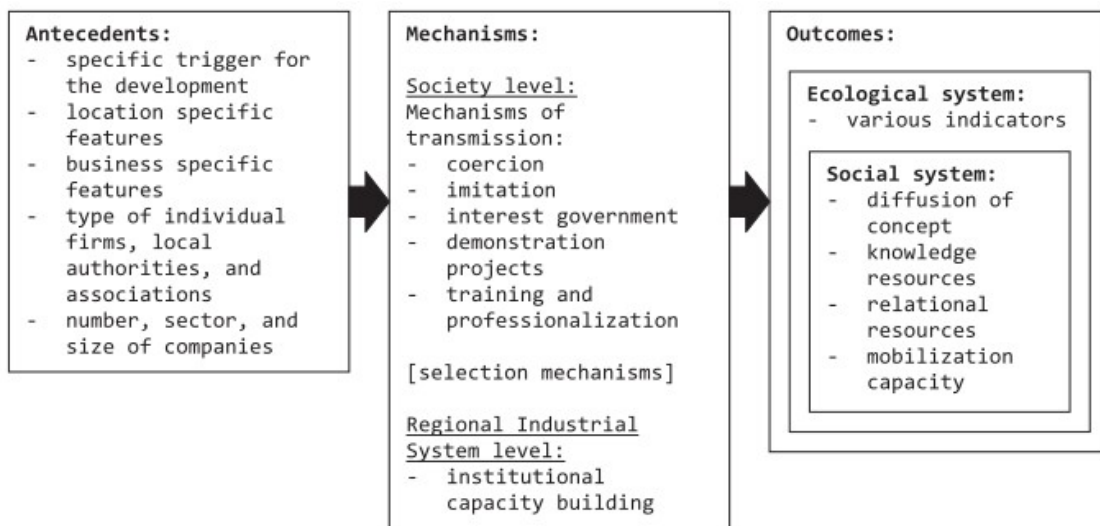 Antecedents:
- specific trigger for
the development
- location specific
features
- business specific
features
- type of individual
firms, local
authorities, and
associations
- number, sector, and
size of companies
Mechanisms:
Society level:
Mechanisms of
transmission:
- coercion
- imitation
- interest government
- demonstration
projects
- training and
professionalization
[selection mechanisms]
Regional Industrial
System level:
- institutional
capacity building
Outcomes:
Ecological system:
- various indicators
Social system:
- diffusion of
concept
- knowledge
resources
- relational
resources
- mobilization
capacity